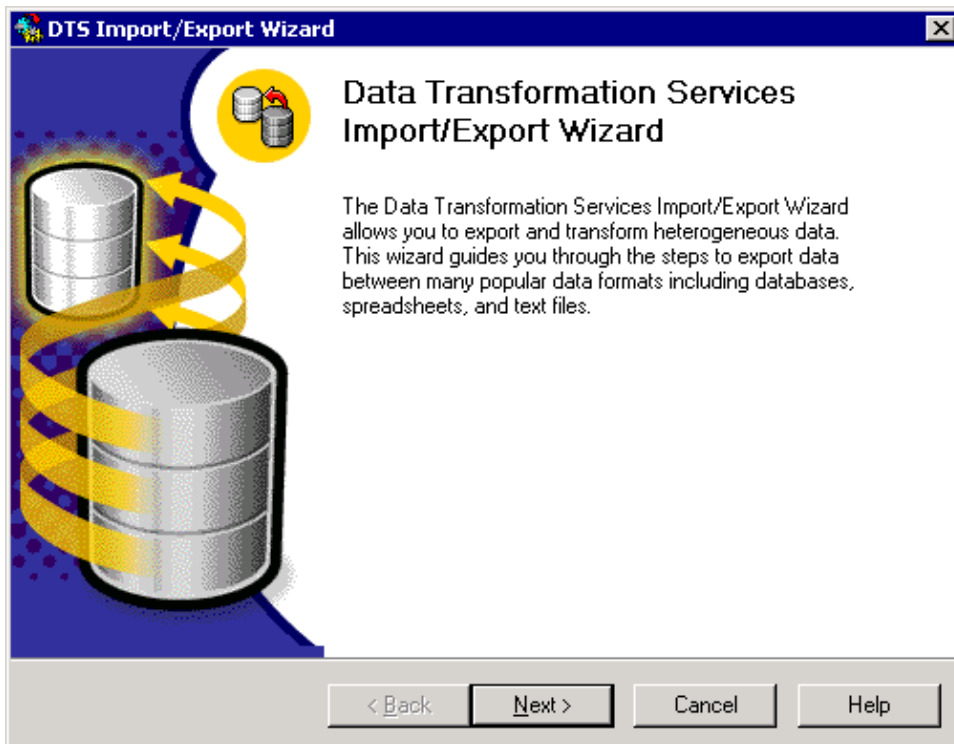 DTS Import/Export Wizard
Data Transformation Services
Import/Export Wizard
The Data Transformation Services Import/Export Wizard
allows you to export and transform heterogeneous data.
This wizard guides you through the steps to export data
between many popular data formats including databases,
spreadsheets, and text files.
< Back
Next >
Cancel
Help